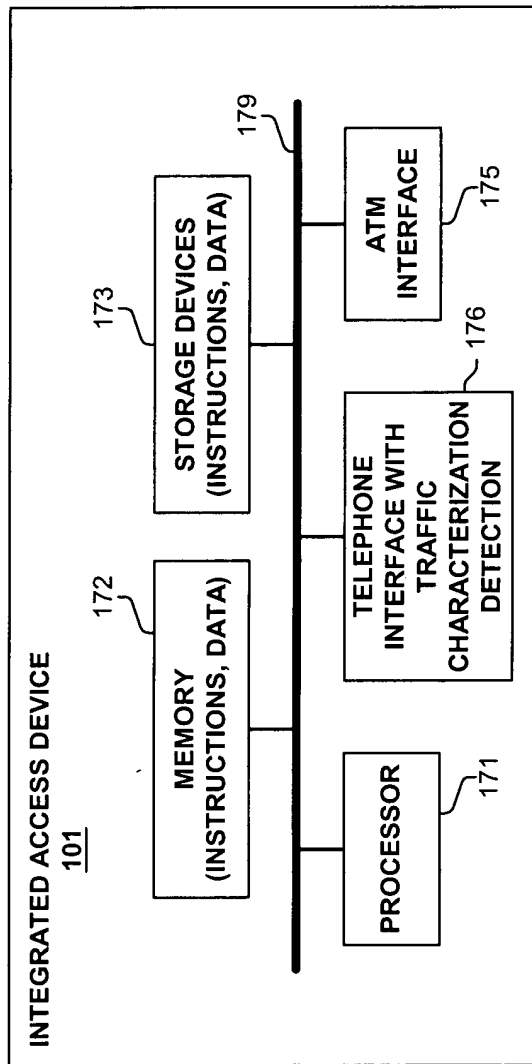 INTEGRATED ACCESS DEVICE
101
172
MEMORY
(INSTRUCTIONS, DATA)
173
STORAGE DEVICES
(INSTRUCTIONS, DATA)
179
PROCESSOR
171
TELEPHONE
INTERFACE WITH
TRAFFIC
CHARACTERIZATION
DETECTION
176
ATM
INTERFACE
175